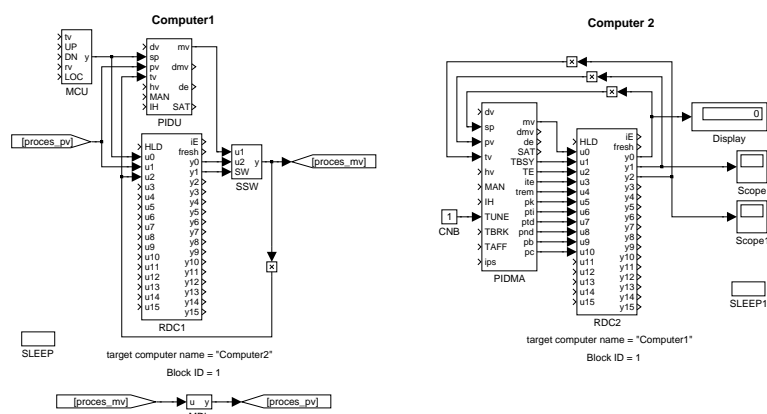 Computer1
tv
UP
DN y
rv
LOC
MCU
dv mv
sp
pv dmv
tv
hv de
MAN
IH SAT
PIDU
[proces_pv]
HLD iE
fresh
u0 y0
u1 y1
u2 y2
u3 y3
u4 y4
u5 y5
u6 y6
u7 y7
u8 y8
u9 y9
u10 y10
u11 y11
u12 y12
u13 y13
u14 y14
u15 y15
RDC1
u1
u2 y
SW
SSW
[proces_mv]
×
SLEEP
target computer name = "Computer2"
Block ID = 1
[proces_mv]
u y
[proces_pv]
Computer 2
×
×
×
dv mv
sp dmv
de
pv SAT
tv TBSY
TE
hv ite
MAN trem
pk
IH pti
TUNE ptd
TBRK pnd
TAFF pb
ips pc
PIDMA
1
CNB
HLD iE
fresh
u0 y0
u1 y1
u2 y2
u3 y3
u4 y4
u5 y5
u6 y6
u7 y7
u8 y8
u9 y9
u10 y10
u11 y11
u12 y12
u13 y13
u14 y14
u15 y15
RDC2
0
Display
Scope
Scope1
SLEEP1
target computer name = "Computer1"
Block ID = 1